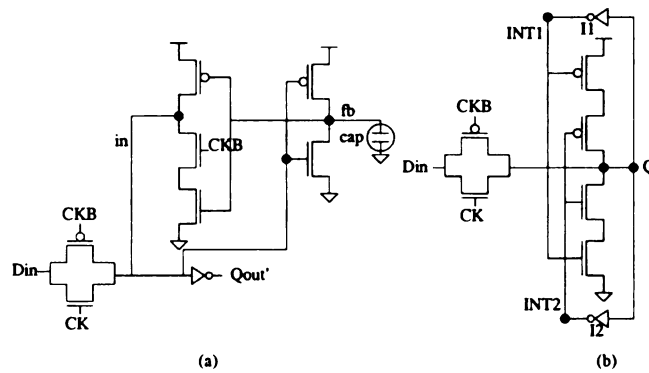 INT1
I1
CKB
fb
cap
in
CKB
Din
CK
Q
CKB
Din
Qout'
CK
INT2
I2
(a)
(b)